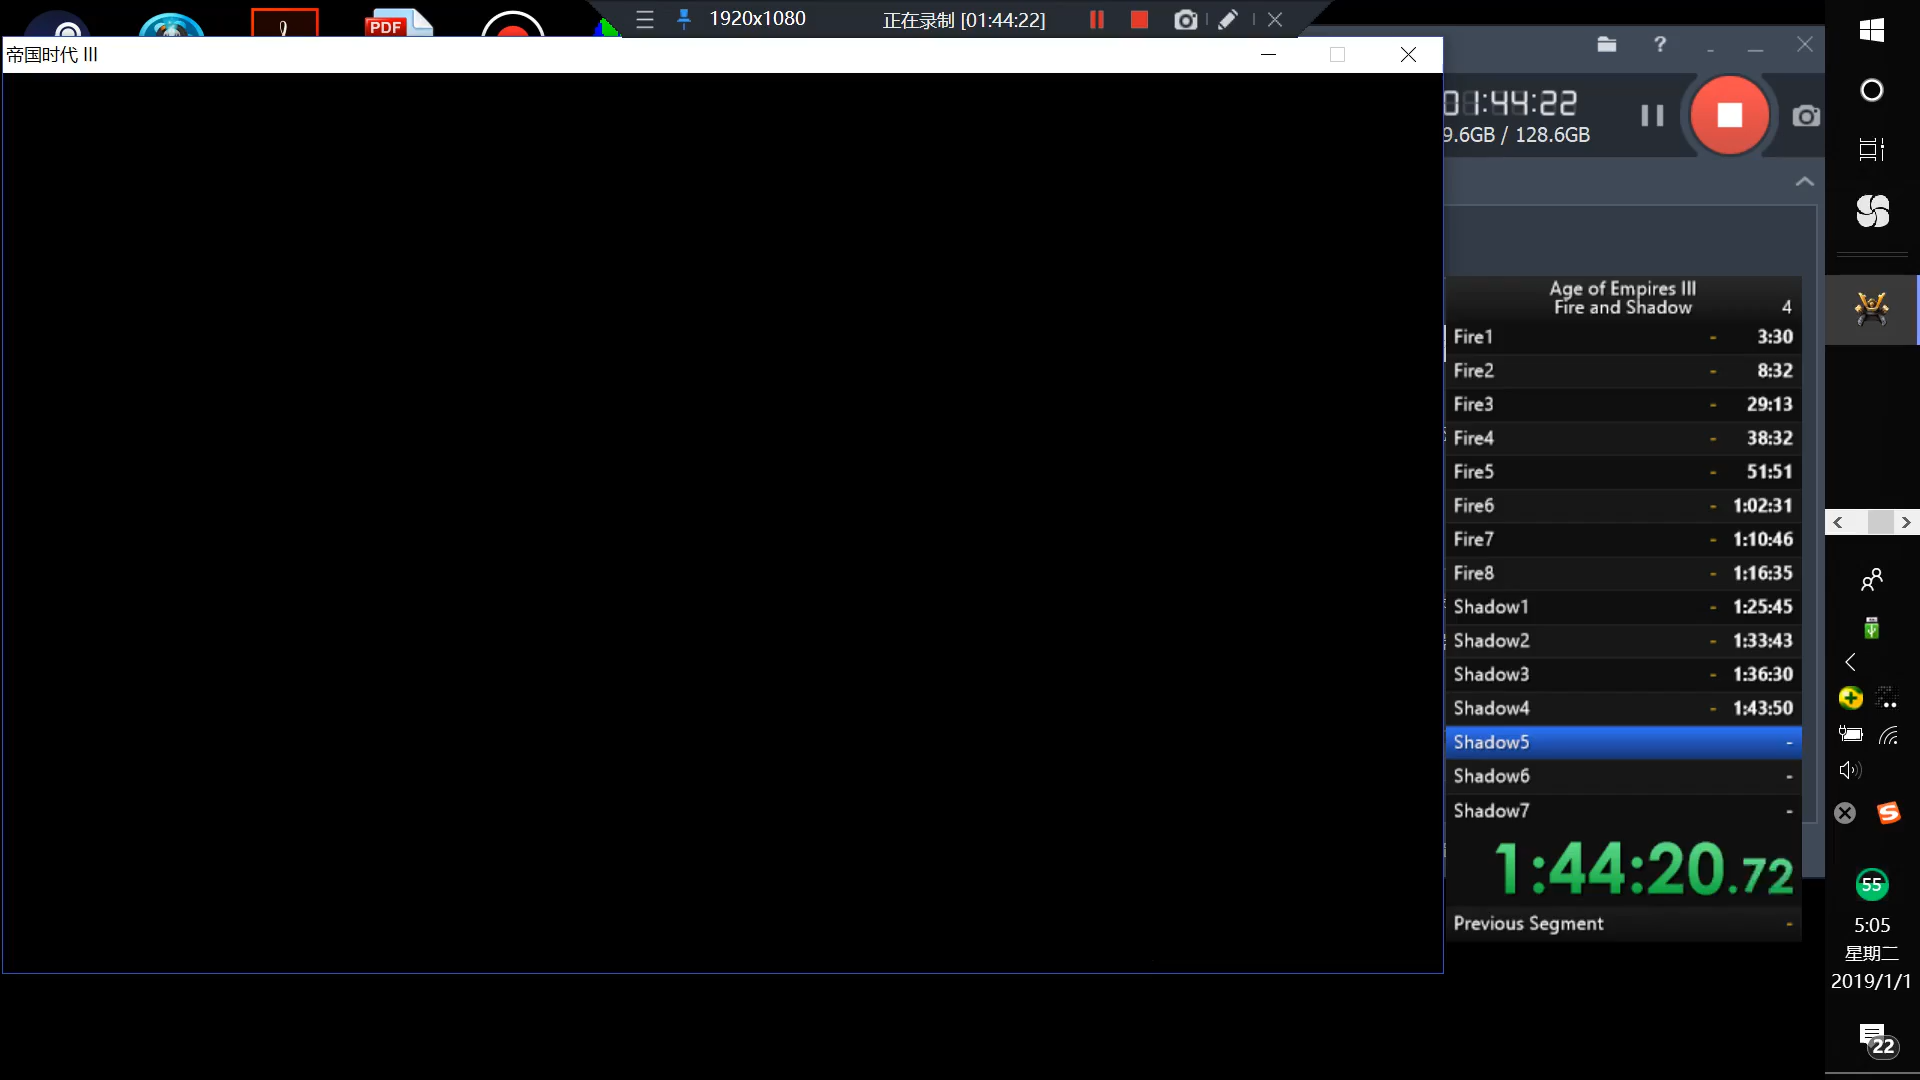 PDF
1920x1080
正在录制 [01:44:22]
帝国时代 III
01:44:22
9.6GB / 128.6GB
Age of Empires III
Fire and Shadow 4
Fire1 - 3:30
Fire2 - 8:32
Fire3 - 29:13
Fire4 - 38:32
Fire5 - 51:51
Fire6 - 1:02:31
Fire7 - 1:10:46
Fire8 - 1:16:35
Shadow1 - 1:25:45
Shadow2 - 1:33:43
Shadow3 - 1:36:30
Shadow4 - 1:43:50
Shadow5 -
Shadow6 -
Shadow7 -
1:44:20.72
Previous Segment -
55
5:05
星期二
2019/1/1
22